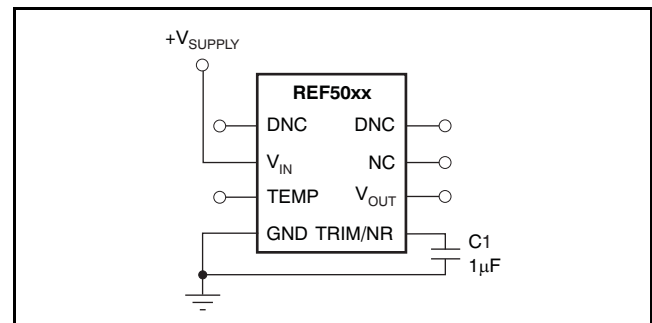 +VSUPPLY
REF50xx
DNC DNC
VIN NC
TEMP VOUT
GND TRIM/NR
C1
1µF